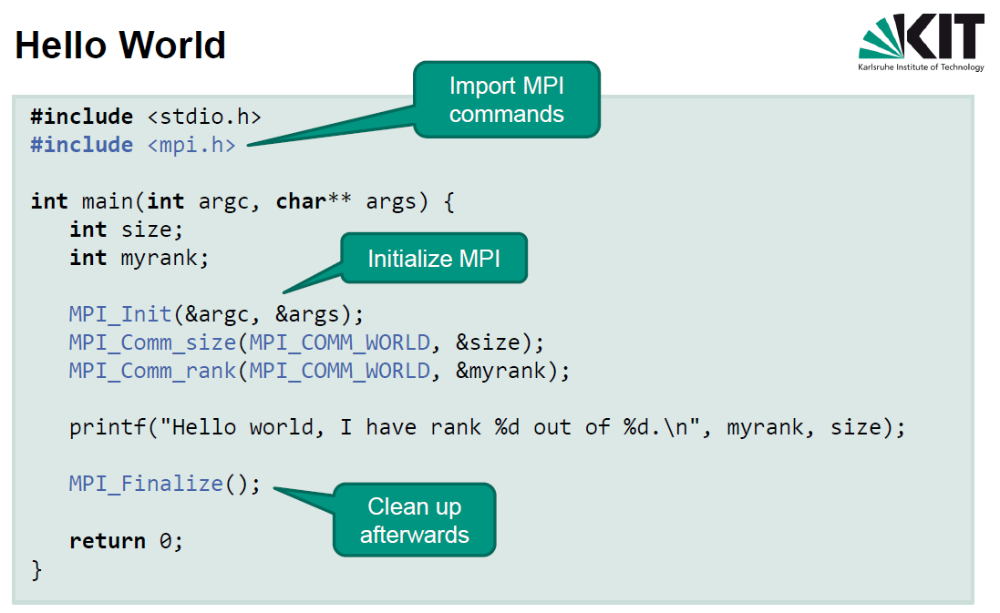 Hello World
KIT
Karlsruhe Institute of Technology
Import MPI
commands
#include <stdio.h>
#include <mpi.h>
int main(int argc, char** args) {
int size;
int myrank;
Initialize MPI
MPI_Init(&argc, &args);
MPI_Comm_size(MPI_COMM_WORLD, &size);
MPI_Comm_rank(MPI_COMM_WORLD, &myrank);
printf("Hello world, I have rank %d out of %d.\n", myrank, size);
MPI_Finalize();
Clean up
afterwards
return 0;
}